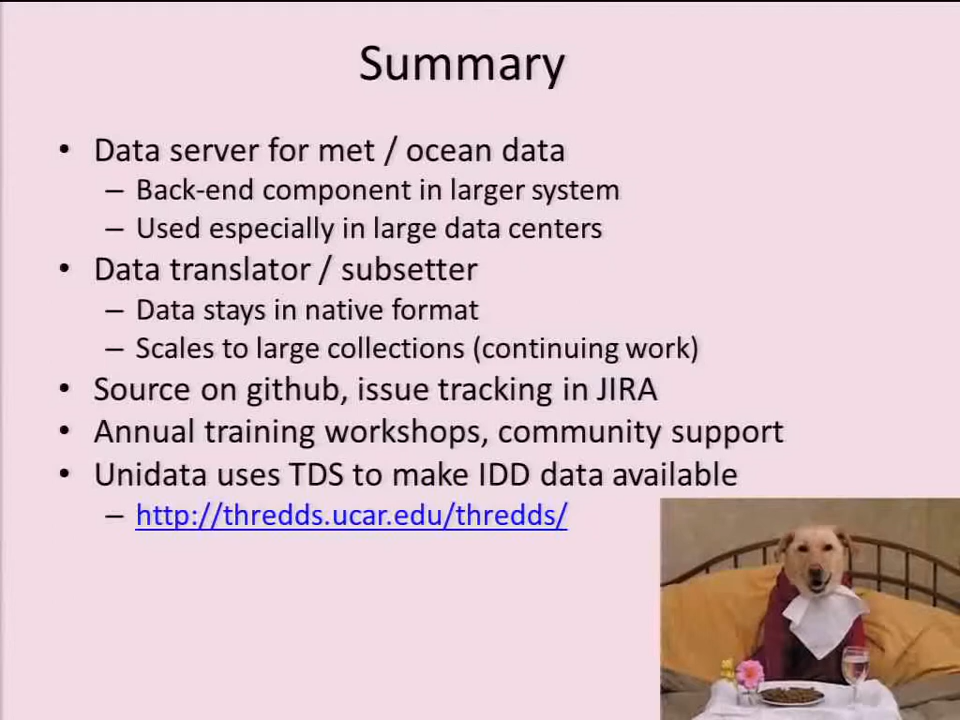 Summary
• Data server for met / ocean data
– Back-end component in larger system
– Used especially in large data centers
• Data translator / subsetter
– Data stays in native format
– Scales to large collections (continuing work)
• Source on github, issue tracking in JIRA
• Annual training workshops, community support
• Unidata uses TDS to make IDD data available
– http://thredds.ucar.edu/thredds/